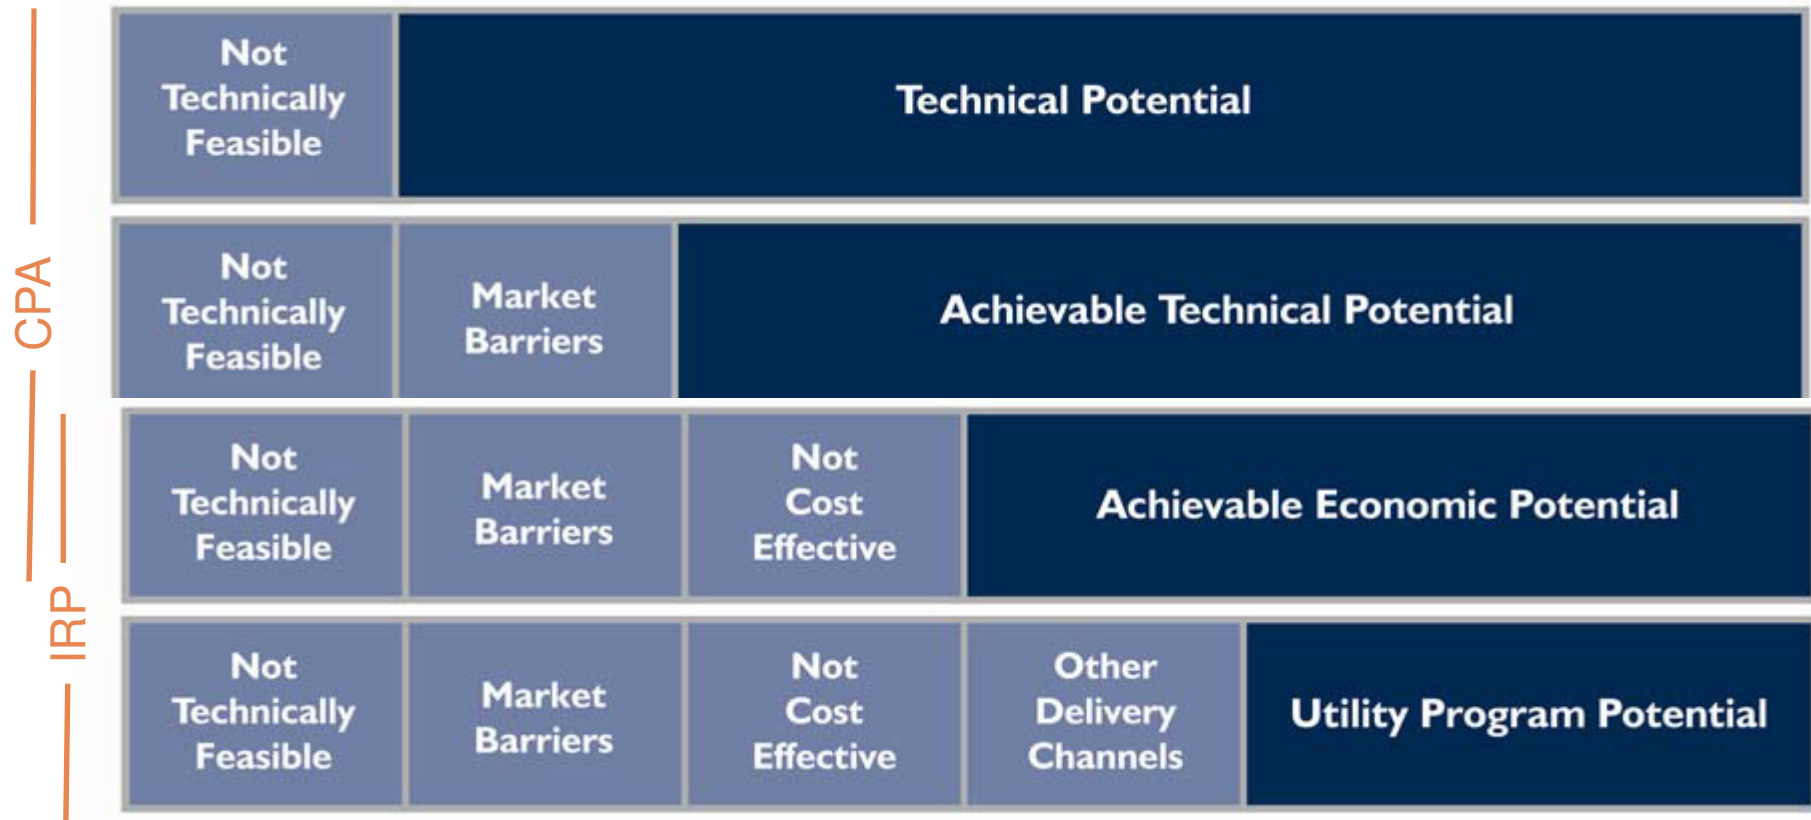 CPA
IRP
Not
Technically
Feasible
Technical Potential
Not
Technically
Feasible
Market
Barriers
Achievable Technical Potential
Not
Technically
Feasible
Market
Barriers
Not
Cost
Effective
Achievable Economic Potential
Not
Technically
Feasible
Market
Barriers
Not
Cost
Effective
Other
Delivery
Channels
Utility Program Potential